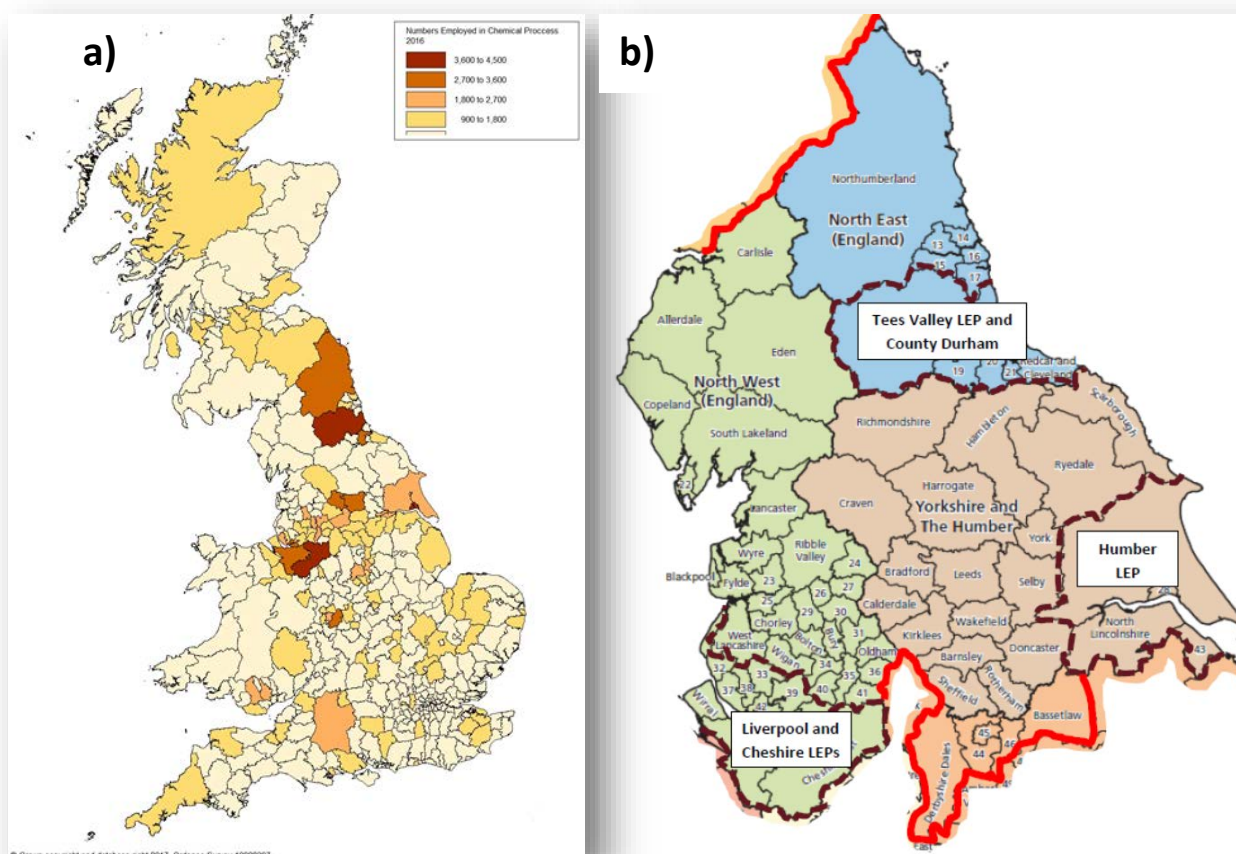 a)
Numbers Employed in Chemical Proccess
2016
3,600 to 4,500
2,700 to 3,600
1,800 to 2,700
900 to 1,800
b)
Northumberland
North East
(England)
13
14
15
16
17
Carlisle
Tees Valley LEP and
County Durham
Allerdale
Eden
19
20
21
Redcar and
Cleveland
North West
(England)
Copeland
South Lakeland
22
Richmondshire
Hambleton
Scarborough
Ryedale
Harrogate
Craven
Yorkshire and
The Humber
York
Lancaster
Wyre
Ribble
Valley
Blackpool
Fylde
23
24
25
26
27
29
30
31
Bradford
Leeds
Selby
Humber
LEP
Calderdale
Wakefield
Chorley
West
Lancashire
Wigan
Bolton
Bury
Oldham
Kirklees
Barnsley
Doncaster
North
Lincolnshire
43
32
33
34
35
36
37
38
39
40
41
42
Sheffield
Rotherham
Bassetlaw
Wirral
Liverpool and
Cheshire LEPs
45
44
46
Derbyshire Dales
East